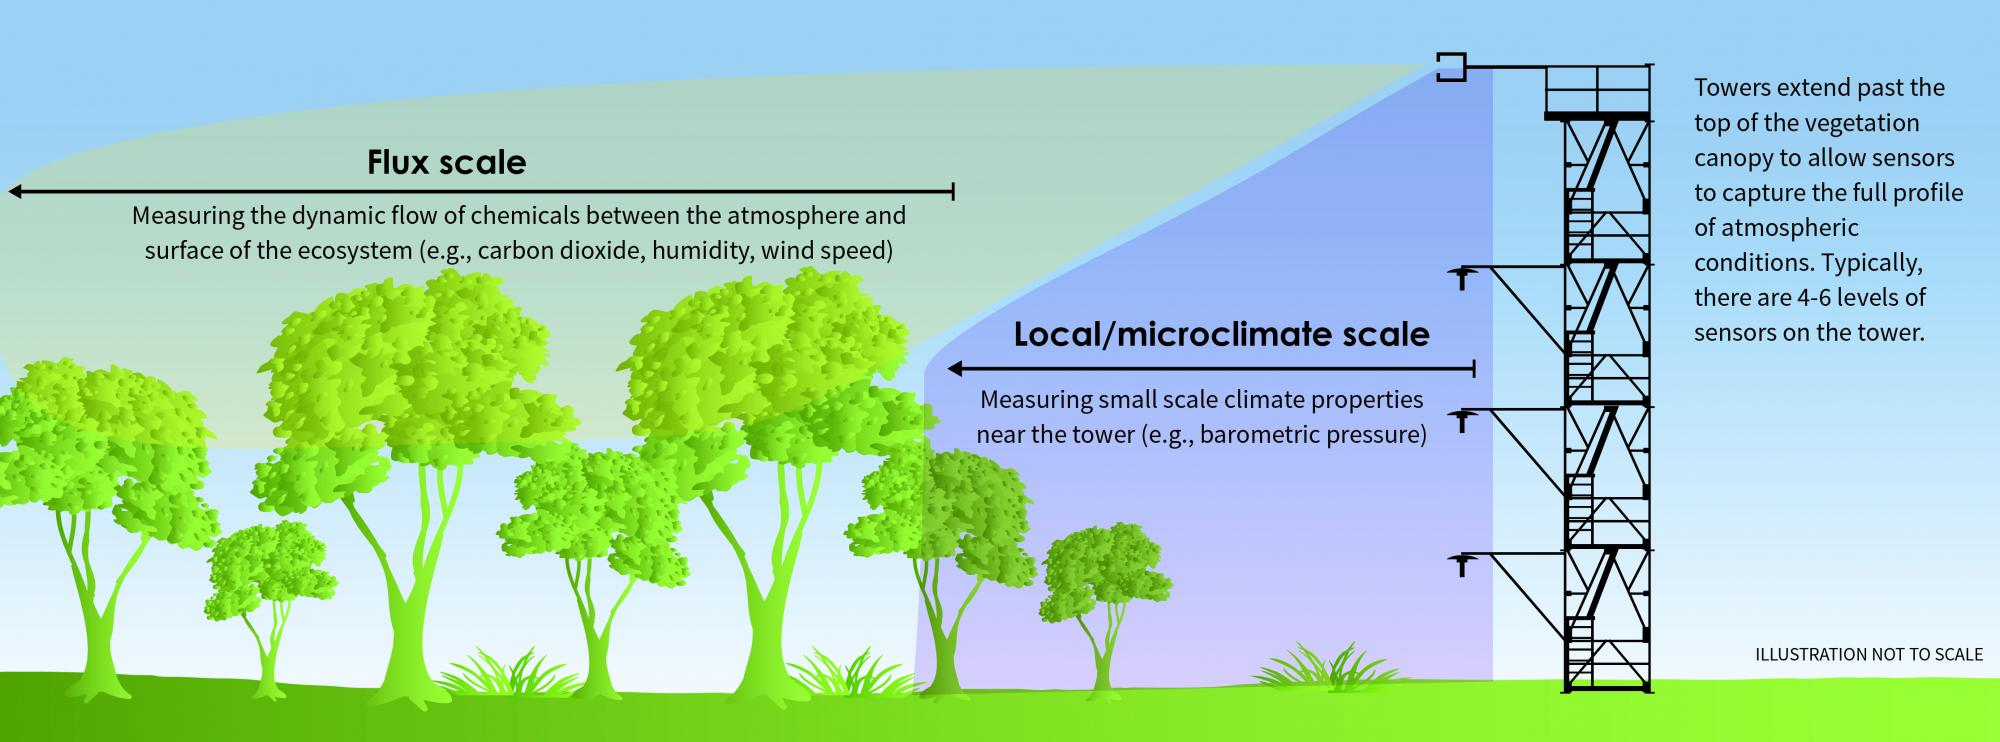 Flux scale
Measuring the dynamic flow of chemicals between the atmosphere and
surface of the ecosystem (e.g., carbon dioxide, humidity, wind speed)
Local/microclimate scale
Measuring small scale climate properties
near the tower (e.g., barometric pressure)
Towers extend past the
top of the vegetation
canopy to allow sensors
to capture the full profile
of atmospheric
conditions. Typically,
there are 4-6 levels of
sensors on the tower.
ILLUSTRATION NOT TO SCALE